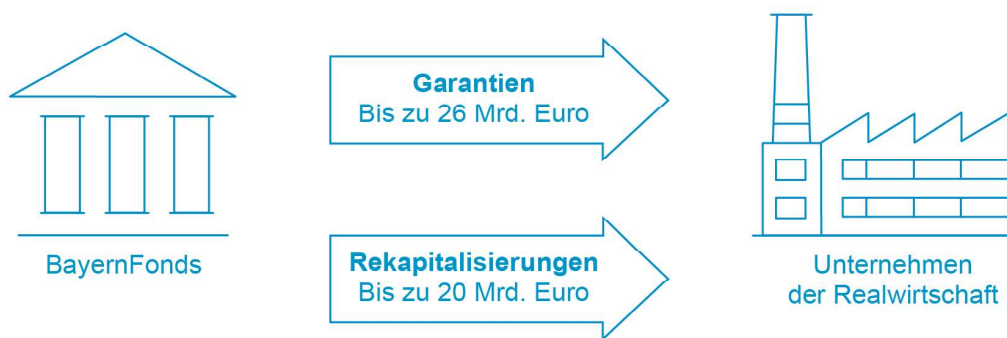 Garantien
Bis zu 26 Mrd. Euro
BayernFonds
Rekapitalisierungen
Bis zu 20 Mrd. Euro
Unternehmen
der Realwirtschaft